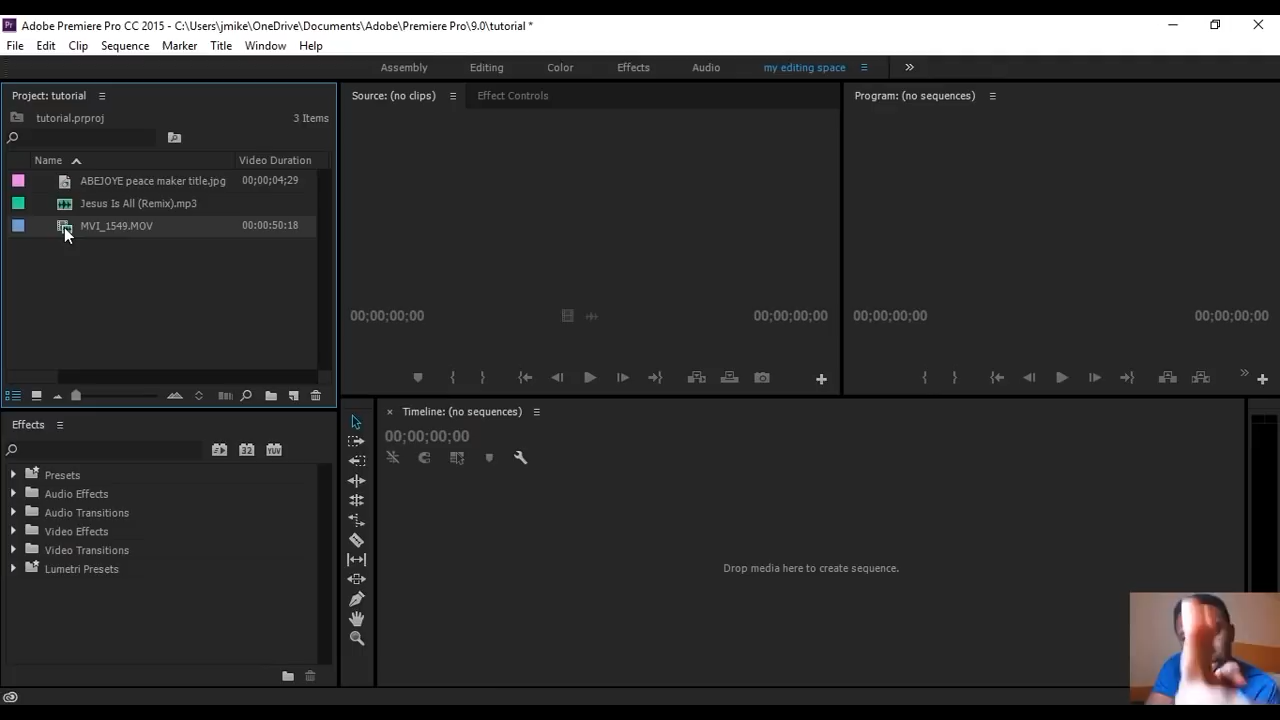 Pr Adobe Premiere Pro CC 2015 - C:\Users\jmike\OneDrive\Documents\Adobe\Premiere Pro\9.0\tutorial *
File Edit Clip Sequence Marker Title Window Help
Assembly Editing Color Effects Audio my editing space
Project: tutorial
tutorial.prproj 3 Items
Name Video Duration
ABEJOYE peace maker title.jpg 00;00;04;29
Jesus Is All (Remix).mp3
MVI_1549.MOV 00:00:50:18
Source: (no clips) Effect Controls
00;00;00;00 00;00;00;00
Program: (no sequences)
00;00;00;00 00;00;00;00
Effects
32 YUV
Presets
Audio Effects
Audio Transitions
Video Effects
Video Transitions
Lumetri Presets
Timeline: (no sequences)
00;00;00;00
Drop media here to create sequence.